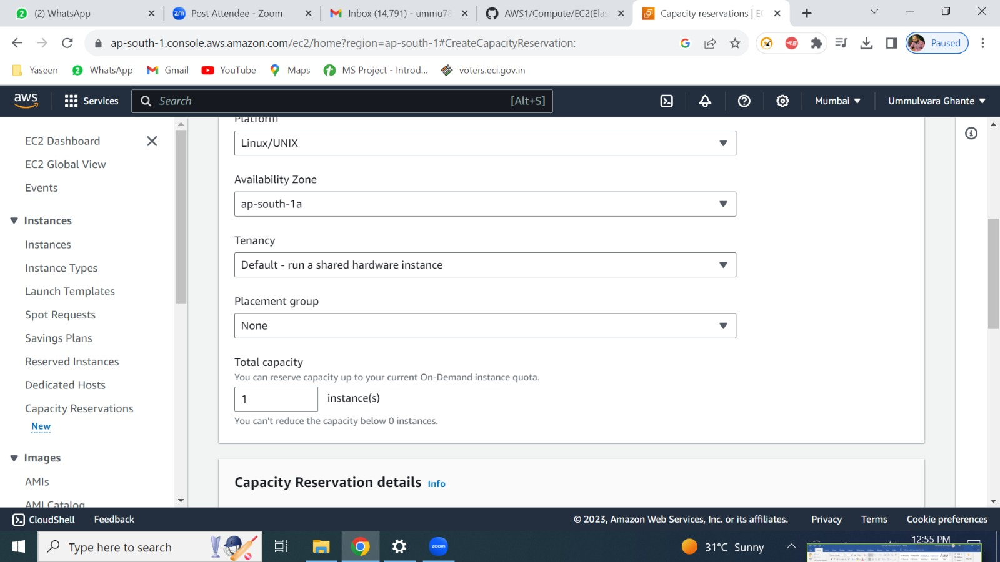 (2) WhatsApp
Post Attendee - Zoom
Inbox (14,791) - ummu78
AWS1/Compute/EC2(Elas
Capacity reservations | EC
ap-south-1.console.aws.amazon.com/ec2/home?region=ap-south-1#CreateCapacityReservation:
Paused
Yaseen
WhatsApp
Gmail
YouTube
Maps
MS Project - Introd...
voters.eci.gov.in
aws
Services
Search
[Alt+S]
Mumbai
Ummulwara Ghante
EC2 Dashboard
EC2 Global View
Events
Instances
Instances
Instance Types
Launch Templates
Spot Requests
Savings Plans
Reserved Instances
Dedicated Hosts
Capacity Reservations
New
Images
AMIs
AMI Catalog
Platform
Linux/UNIX
Availability Zone
ap-south-1a
Tenancy
Default - run a shared hardware instance
Placement group
None
Total capacity
You can reserve capacity up to your current On-Demand instance quota.
1 instance(s)
You can't reduce the capacity below 0 instances.
Capacity Reservation details Info
CloudShell
Feedback
© 2023, Amazon Web Services, Inc. or its affiliates.
Privacy
Terms
Cookie preferences
Type here to search
zoom
31°C Sunny
12:55 PM